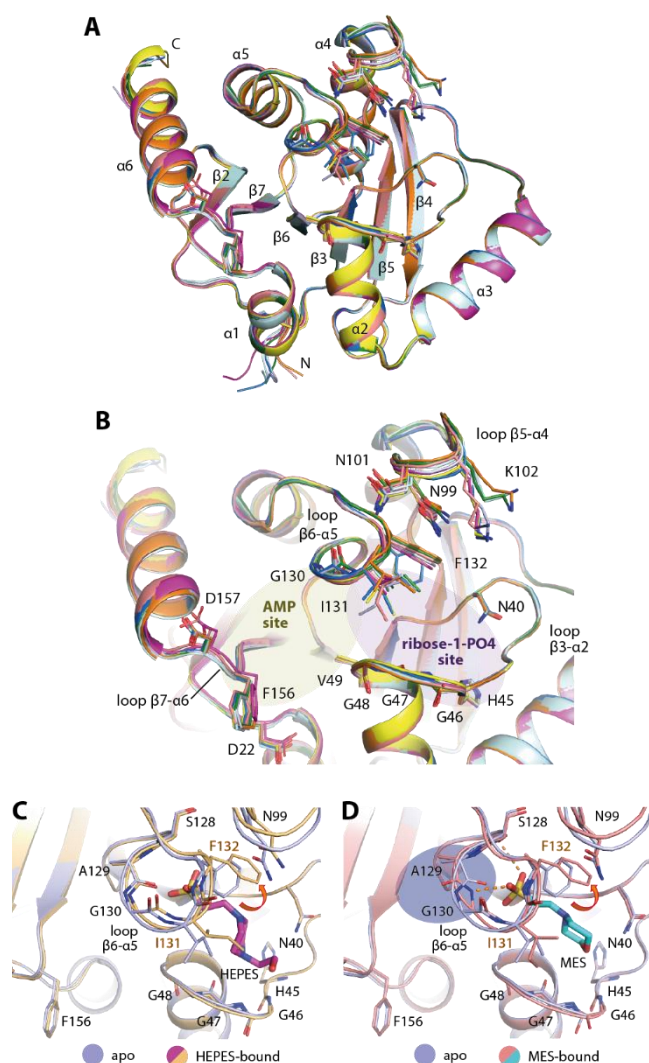 A
C
α5
α4
α6
β2
β7
β4
β6
β3
β5
α3
α1
α2
N
B
loop β5-α4
N101
K102
N99
loop
β6-α5
F132
G130
D157
AMP
site
I131
N40
ribose-1-PO4
site
loop
β3-α2
V49
loop β7-α6
F156
G48
G47
G46
H45
D22
C
S128
N99
F132
A129
G130
loop
β6-α5
I131
N40
HEPES
H45
G48
G46
G47
F156
apo
HEPES-bound
D
S128
N99
F132
A129
G130
loop
β6-α5
I131
N40
MES
H45
G48
G46
G47
F156
apo
MES-bound